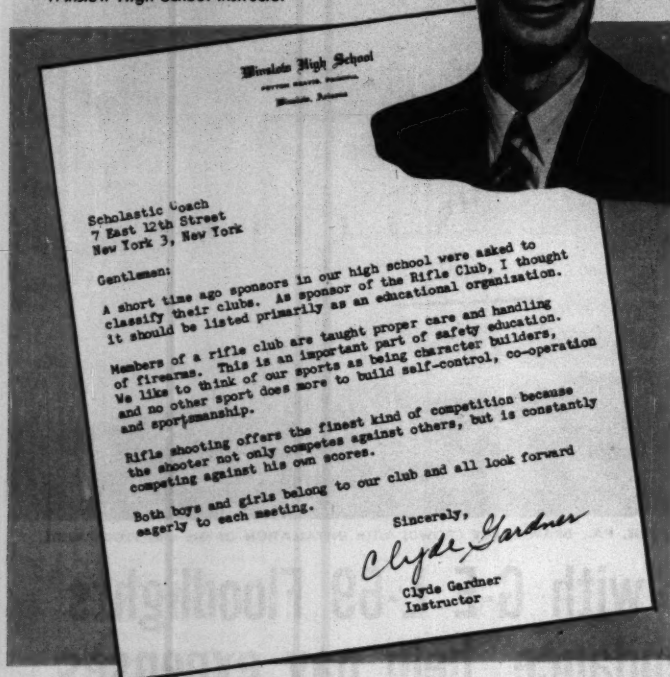 Winslow High School Instructor
Winslow High School
Winslow, Arizona
Scholastic Coach
7 East 12th Street
New York 3, New York
Gentlemen:
A short time ago sponsors in our high school were asked to
classify their clubs. As sponsor of the Rifle Club, I thought
it should be listed primarily as an educational organization.
Members of a rifle club are taught proper care and handling
of firearms. This is an important part of safety education.
We like to think of our sports as being character builders,
and no other sport does more to build self-control, co-operation
and sportsmanship.
Rifle shooting offers the finest kind of competition because
the shooter not only competes against others, but is constantly
competing against his own scores.
Both boys and girls belong to our club and all look forward
eagerly to each meeting.
Sincerely,
Clyde Gardner
Clyde Gardner
Instructor